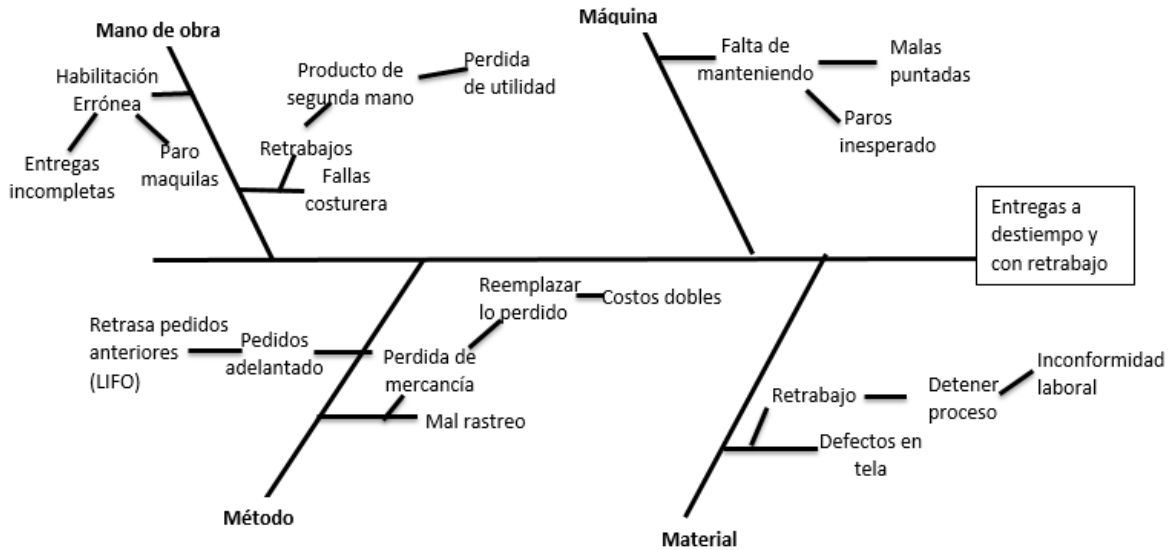 Mano de obra
Habilitación
Errónea
Entregas
incompletas
Paro
maquilas
Producto de
segunda mano
Perdida
de utilidad
Retrabajos
Fallas
costurera
Máquina
Falta de
manteniendo
Malas
puntadas
Paros
inesperado
Entregas a
destiempo y
con retrabajo
Retrasa pedidos
anteriores
(LIFO)
Pedidos
adelantado
Reemplazar
lo perdido
Costos dobles
Perdida de
mercancía
Mal rastreo
Método
Retrabajo
Detener
proceso
Inconformidad
laboral
Defectos en
tela
Material